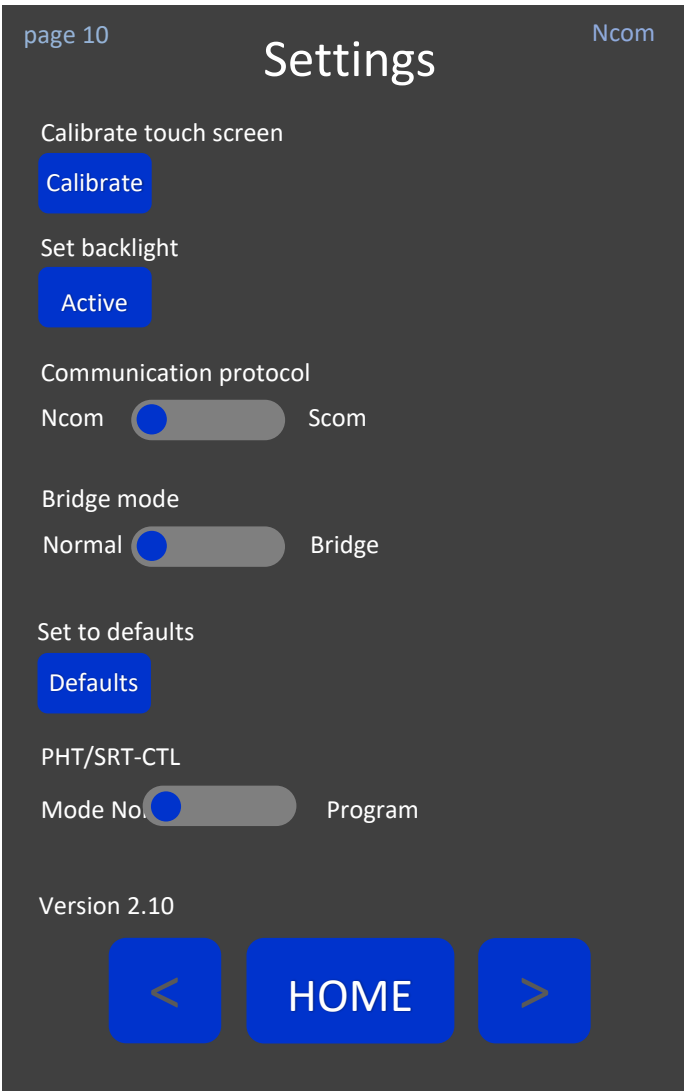 page 10
Ncom
Settings
Calibrate touch screen
Calibrate
Set backlight
Active
Communication protocol
Ncom Scom
Bridge mode
Normal Bridge
Set to defaults
Defaults
PHT/SRT-CTL
Mode Program
Version 2.10
< HOME >